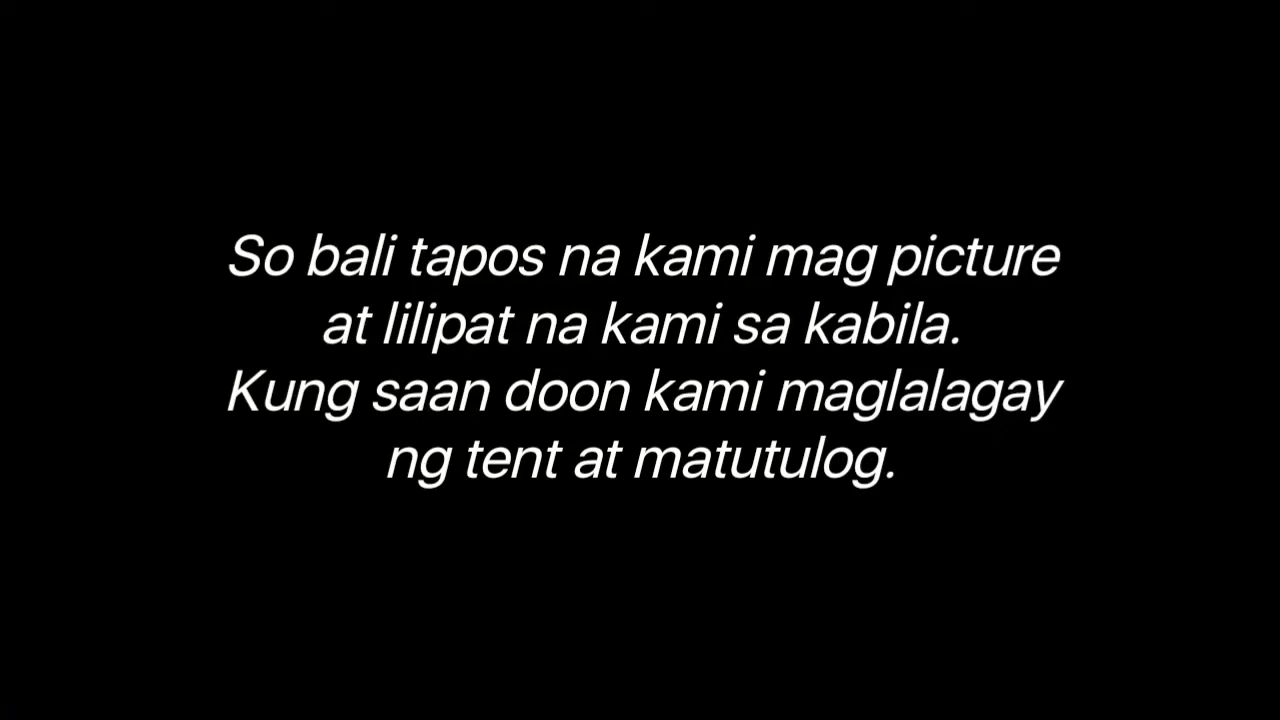 So bali tapos na kami mag picture
at lilipat na kami sa kabila.
Kung saan doon kami maglalagay
ng tent at matutulog.